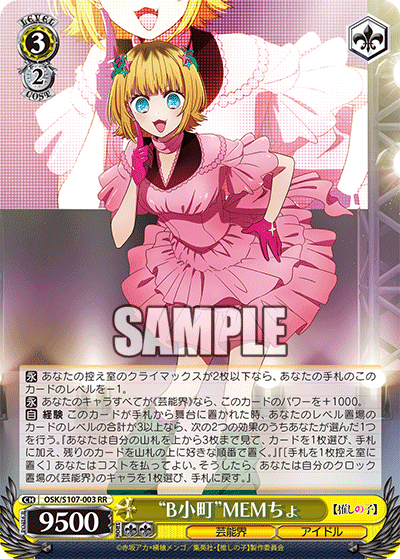 LEVEL
3
2
COST
SAMPLE
永 あなたの控え室のクライマックスが2枚以下なら、あなたの手札のこの
カードのレベルを－1。
永 あなたのキャラすべてが《芸能界》なら、このカードのパワーを＋1000。
自 経験 このカードが手札から舞台に置かれた時、あなたのレベル置場の
カードのレベルの合計が3以上なら、次の2つの効果のうちあなたが選んだ1つ
を行う。『あなたは自分の山札を上から3枚まで見て、カードを1枚選び、手札
に加え、残りのカードを山札の上に好きな順番で置く。』『［手札を1枚控室に置
く］ あなたはコストを払ってよい。そうしたら、あなたは自分のクロック
置場の《芸能界》のキャラを1枚選び、手札に戻す。』
CH
OSK/S107-003 RR
“B小町”MEMちょ
【推しの子】
POWER
9500
芸能界
アイドル
©赤坂アカ×横槍メンゴ／集英社・【推しの子】製作委員会